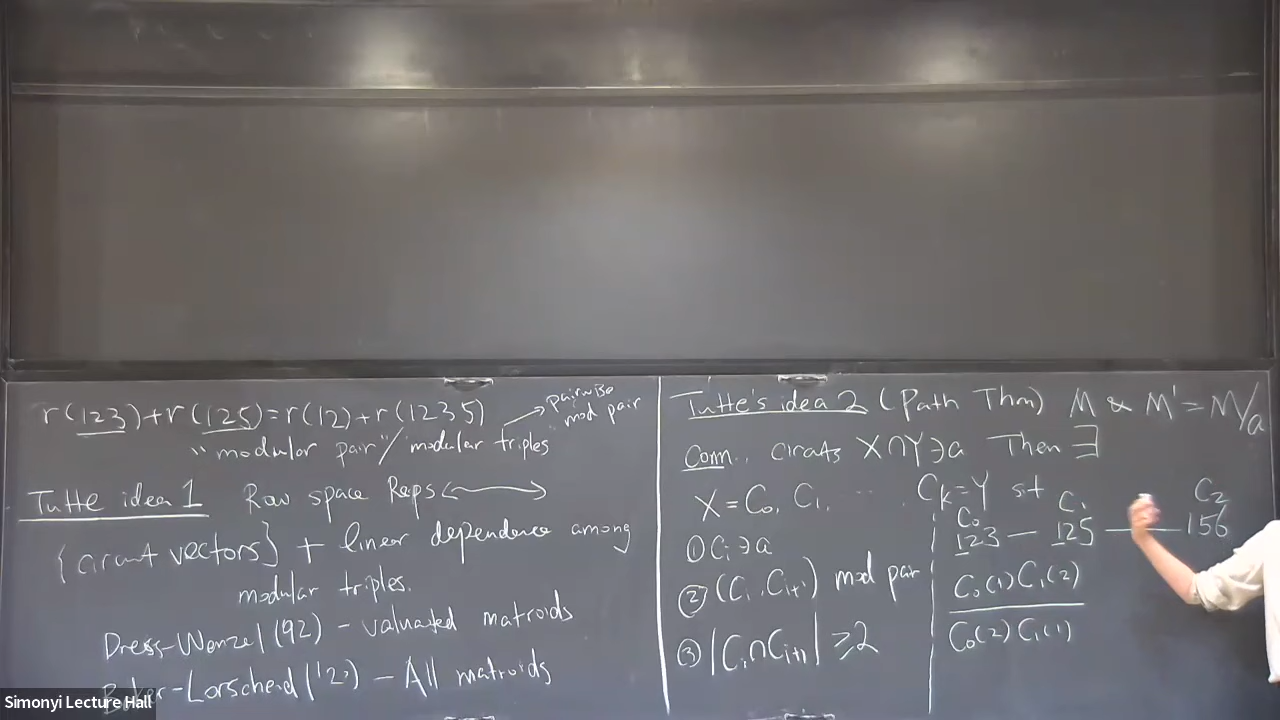 r(123)+r(125)=r(12)+r(1235)
pairwise
mod pair
"modular pair"/"modular triples"
Tutte idea 1 Row space Reps ⟷
{circuit vectors} + linear dependence among
modular triples.
Dress-Wenzel (92) – valuated matroids
Baker-Lorscheid ('12) – All matroids
Tutte's idea 2 (Path Thm) M & M' = M/a
Conn.. circuits X∩Y∋a Then ∃
X = C₀, C₁, ... Cₖ=Y st
① Cᵢ∋a
② (Cᵢ, Cᵢ₊₁) mod pair
③ |Cᵢ∩Cᵢ₊₁| ≥2
C₀ C₁ C₂
123 — 125 — 156
C₀(1)C₁(2)
C₀(2)C₁(1)
Simonyi Lecture Hall